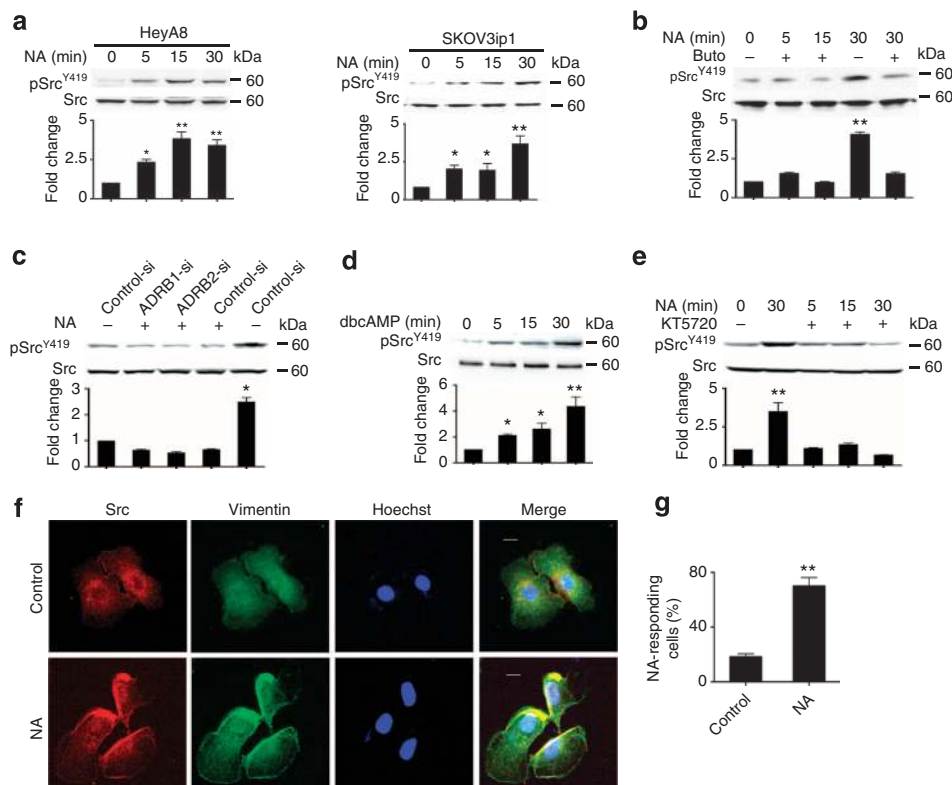 a
HeyA8
NA (min) 0 5 15 30 kDa
pSrcY419 60
Src 60
Fold change
5
2.5
0
* ** **
SKOV3ip1
NA (min) 0 5 15 30 kDa
pSrcY419 60
Src 60
Fold change
5
2.5
0
* * **
b
NA (min) 0 5 15 30 30
Buto – + + – + kDa
pSrcY419 60
Src 60
Fold change
5
2.5
0
**
c
Control-si ADRB1-si ADRB2-si Control-si Control-si
NA – + + + – kDa
pSrcY419 60
Src 60
Fold change
3
2
1
0
*
d
dbcAMP (min) 0 5 15 30 kDa
pSrcY419 60
Src 60
Fold change
6
4
2
0
* * **
e
NA (min) 0 30 5 15 30
KT5720 – + + + kDa
pSrcY419 60
Src 60
Fold change
5
2.5
0
**
f
Src Vimentin Hoechst Merge
Control
NA
g
NA-responding
cells (%)
80
40
0
**
Control NA